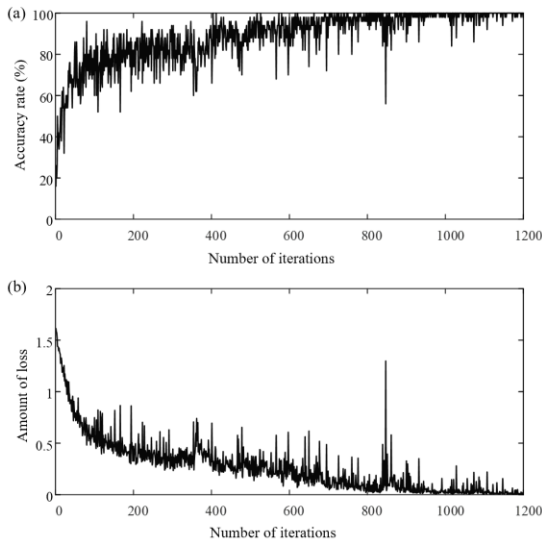 (a)
100
80
60
40
20
0
Accuracy rate (%)
0 200 400 600 800 1000 1200
Number of iterations
(b)
2
1.5
1
0.5
0
Amount of loss
0 200 400 600 800 1000 1200
Number of iterations